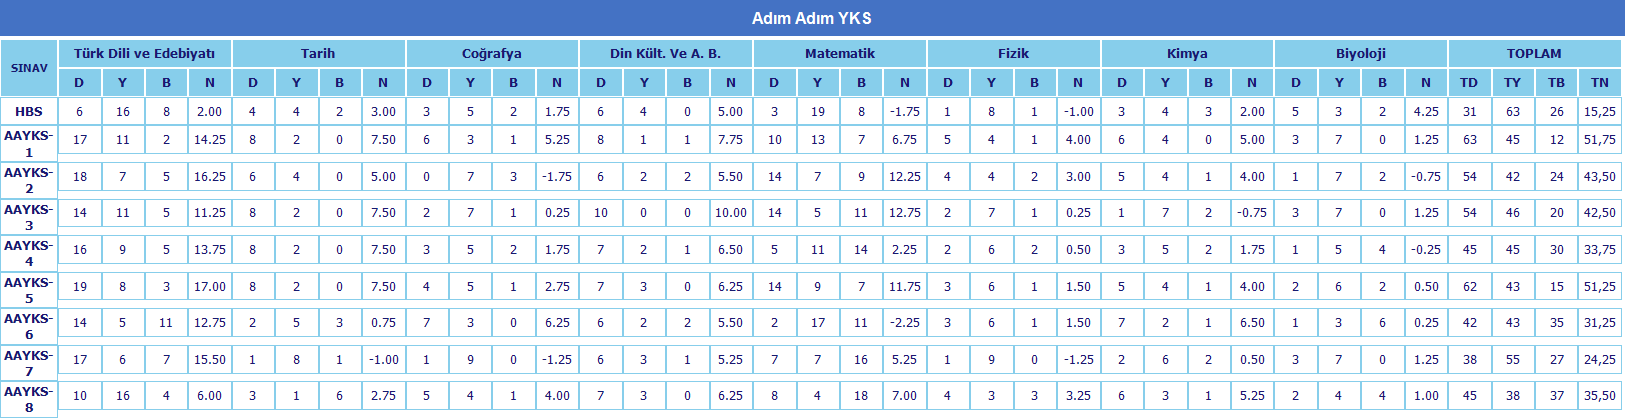 Adım Adım YKS
SINAV Türk Dili ve Edebiyatı Tarih Coğrafya Din Kült. Ve A. B. Matematik Fizik Kimya Biyoloji TOPLAM
D Y B N D Y B N D Y B N D Y B N D Y B N D Y B N D Y B N D Y B N TD TY TB TN
HBS 6 16 8 2.00 4 4 2 3.00 3 5 2 1.75 6 4 0 5.00 3 19 8 -1.75 1 8 1 -1.00 3 4 3 2.00 5 3 2 4.25 31 63 26 15,25
AAYKS-1 17 11 2 14.25 8 2 0 7.50 6 3 1 5.25 8 1 1 7.75 10 13 7 6.75 5 4 1 4.00 6 4 0 5.00 3 7 0 1.25 63 45 12 51,75
AAYKS-2 18 7 5 16.25 6 4 0 5.00 0 7 3 -1.75 6 2 2 5.50 14 7 9 12.25 4 4 2 3.00 5 4 1 4.00 1 7 2 -0.75 54 42 24 43,50
AAYKS-3 14 11 5 11.25 8 2 0 7.50 2 7 1 0.25 10 0 0 10.00 14 5 11 12.75 2 7 1 0.25 1 7 2 -0.75 3 7 0 1.25 54 46 20 42,50
AAYKS-4 16 9 5 13.75 8 2 0 7.50 3 5 2 1.75 7 2 1 6.50 5 11 14 2.25 2 6 2 0.50 3 5 2 1.75 1 5 4 -0.25 45 45 30 33,75
AAYKS-5 19 8 3 17.00 8 2 0 7.50 4 5 1 2.75 7 3 0 6.25 14 9 7 11.75 3 6 1 1.50 5 4 1 4.00 2 6 2 0.50 62 43 15 51,25
AAYKS-6 14 5 11 12.75 2 5 3 0.75 7 3 0 6.25 6 2 2 5.50 2 17 11 -2.25 3 6 1 1.50 7 2 1 6.50 1 3 6 0.25 42 43 35 31,25
AAYKS-7 17 6 7 15.50 1 8 1 -1.00 1 9 0 -1.25 6 3 1 5.25 7 7 16 5.25 1 9 0 -1.25 2 6 2 0.50 3 7 0 1.25 38 55 27 24,25
AAYKS-8 10 16 4 6.00 3 1 6 2.75 5 4 1 4.00 7 3 0 6.25 8 4 18 7.00 4 3 3 3.25 6 3 1 5.25 2 4 4 1.00 45 38 37 35,50